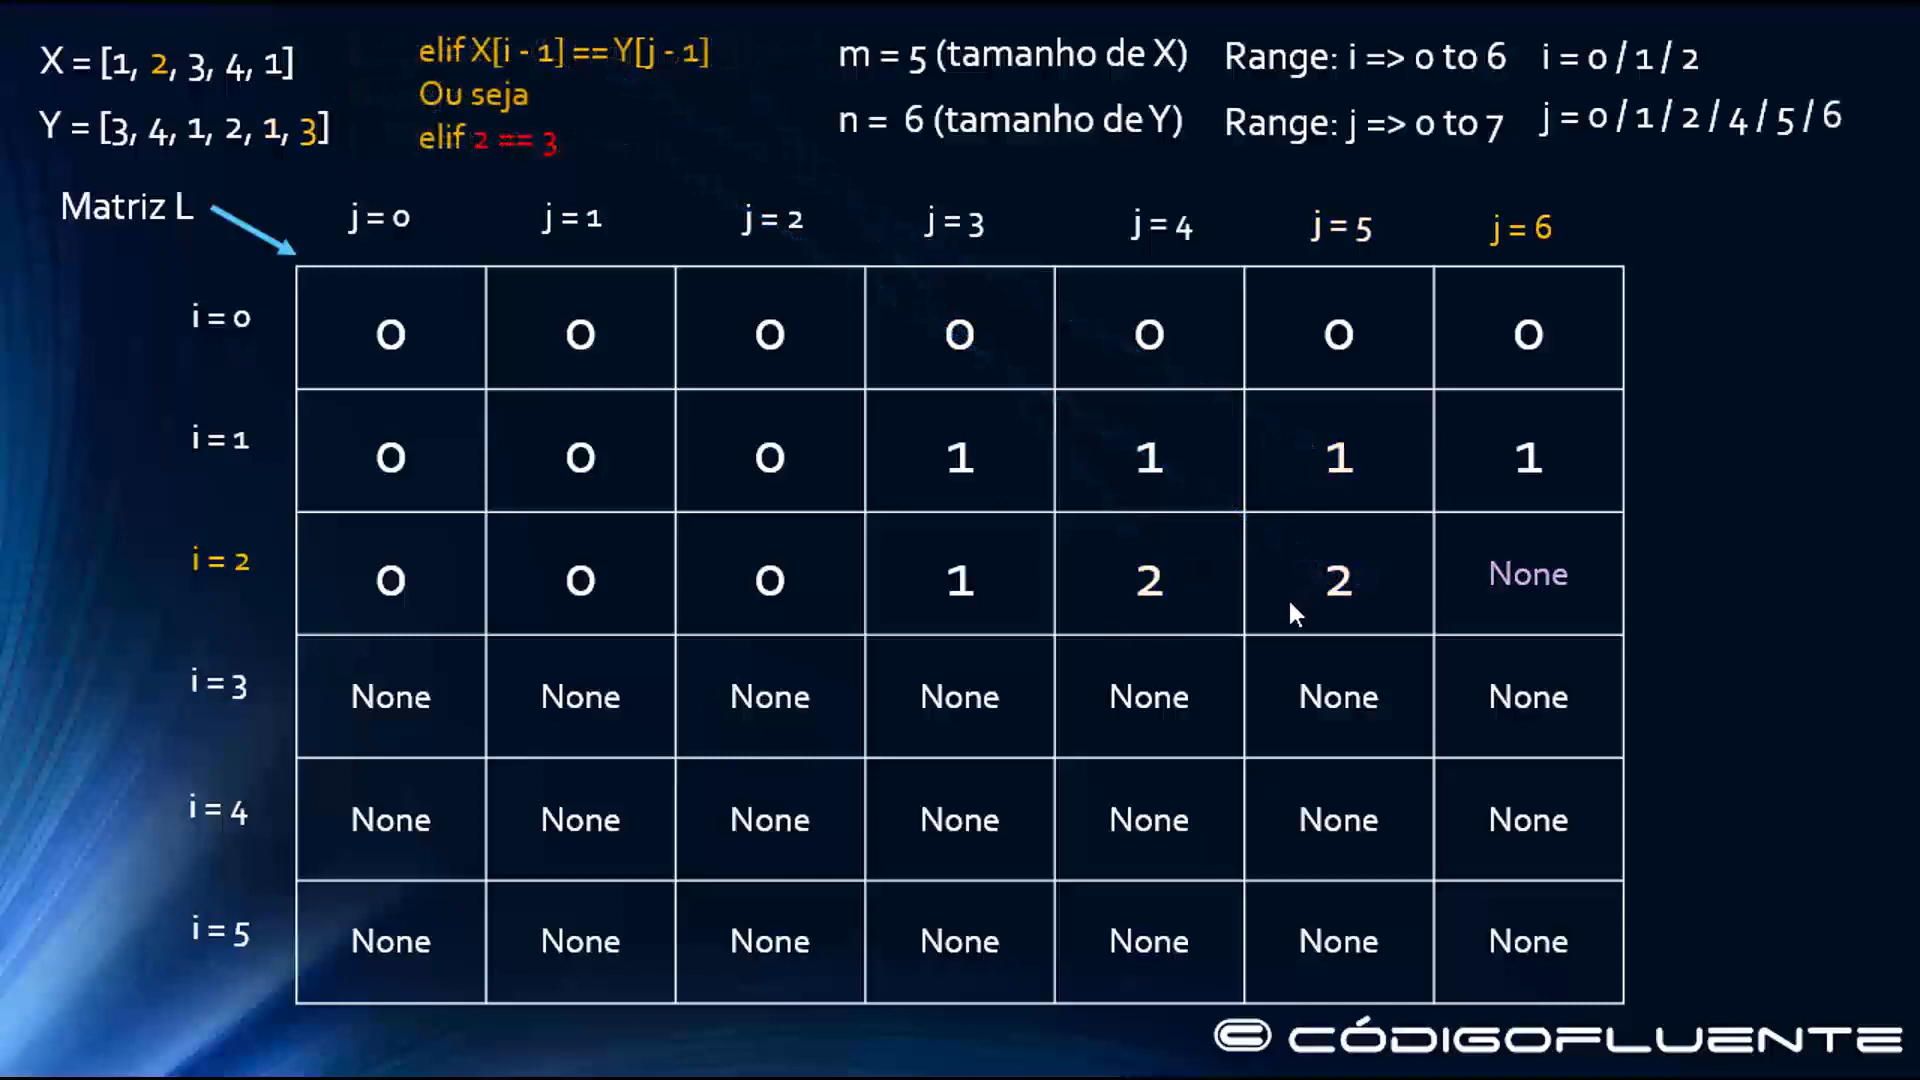 X = [1, 2, 3, 4, 1]
Y = [3, 4, 1, 2, 1, 3]
elif X[i - 1] == Y[j - 1]
Ou seja
elif 2 == 3
m = 5 (tamanho de X)
n = 6 (tamanho de Y)
Range: i => 0 to 6
Range: j => 0 to 7
i = 0 / 1 / 2
j = 0 / 1 / 2 / 4 / 5 / 6
Matriz L
j = 0 j = 1 j = 2 j = 3 j = 4 j = 5 j = 6
i = 0 0 0 0 0 0 0 0
i = 1 0 0 0 1 1 1 1
i = 2 0 0 0 1 2 2 None
i = 3 None None None None None None None
i = 4 None None None None None None None
i = 5 None None None None None None None
CÓDIGOFLUENTE